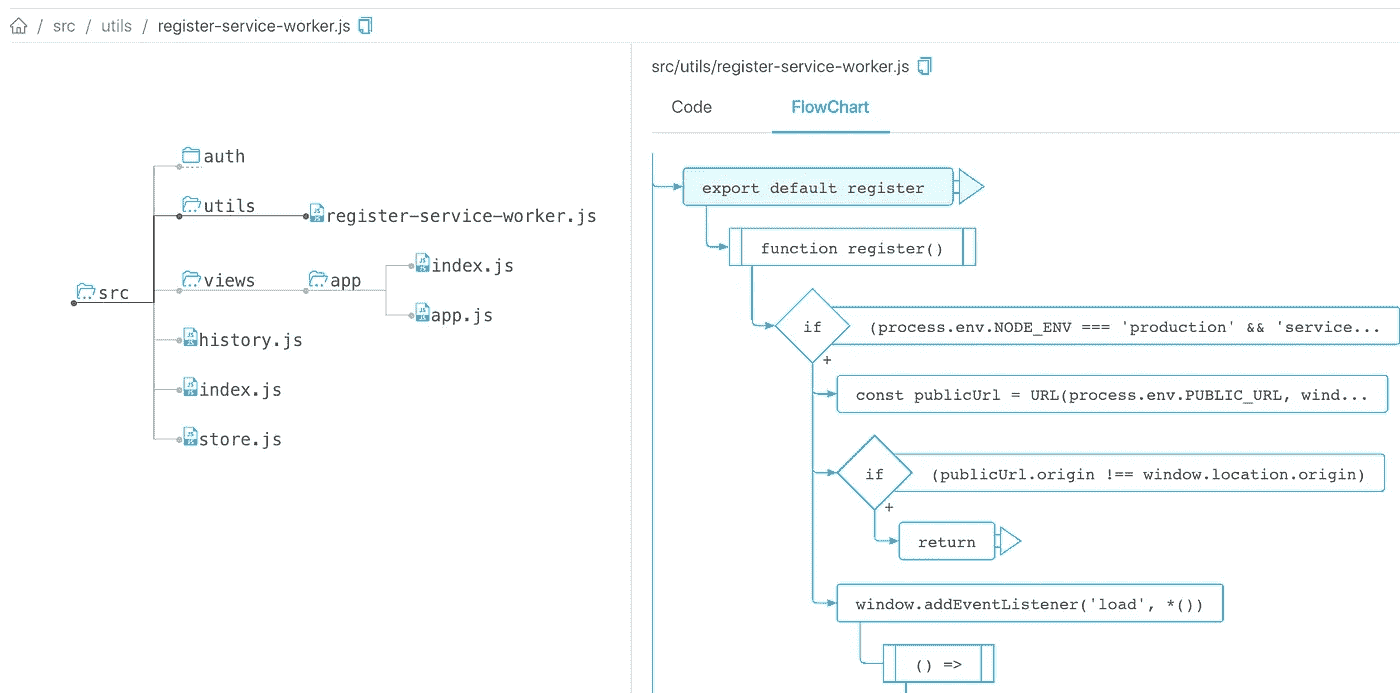 / src / utils / register-service-worker.js
auth
utils
register-service-worker.js
views
app
index.js
app.js
src
history.js
index.js
store.js
src/utils/register-service-worker.js
Code FlowChart
export default register
function register()
if (process.env.NODE_ENV === 'production' && 'service...
+
const publicUrl = URL(process.env.PUBLIC_URL, wind...
if (publicUrl.origin !== window.location.origin)
+
return
window.addEventListener('load', *())
() =>